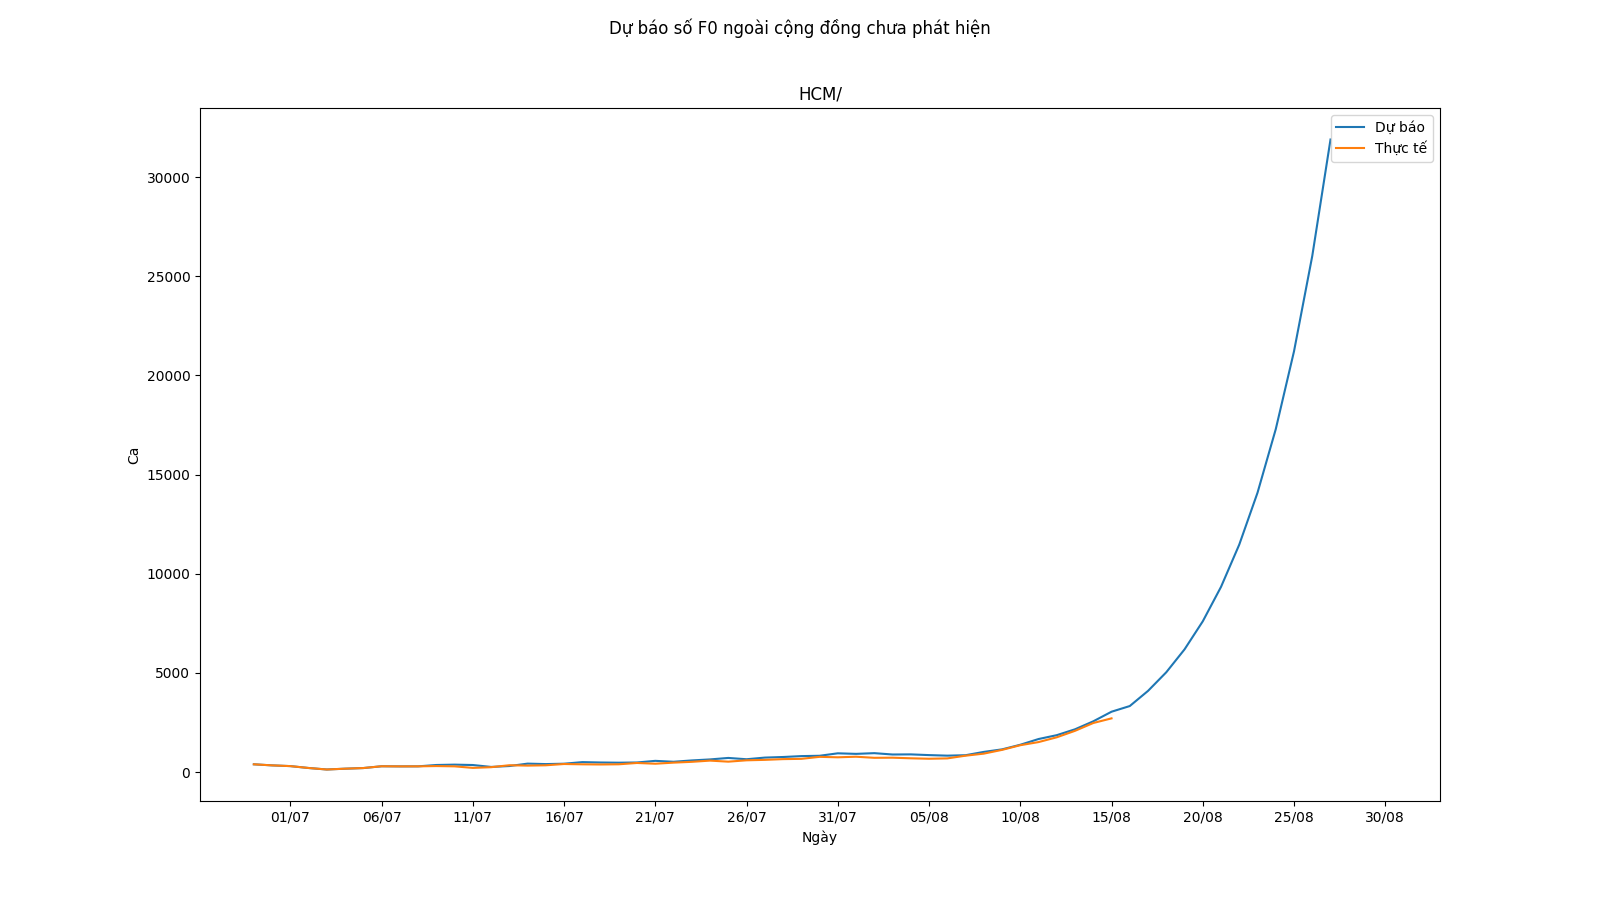 Dự báo số F0 ngoài cộng đồng chưa phát hiện
HCM/
Dự báo
Thực tế
30000
25000
20000
15000
10000
5000
0
Ca
01/07 06/07 11/07 16/07 21/07 26/07 31/07 05/08 10/08 15/08 20/08 25/08 30/08
Ngày